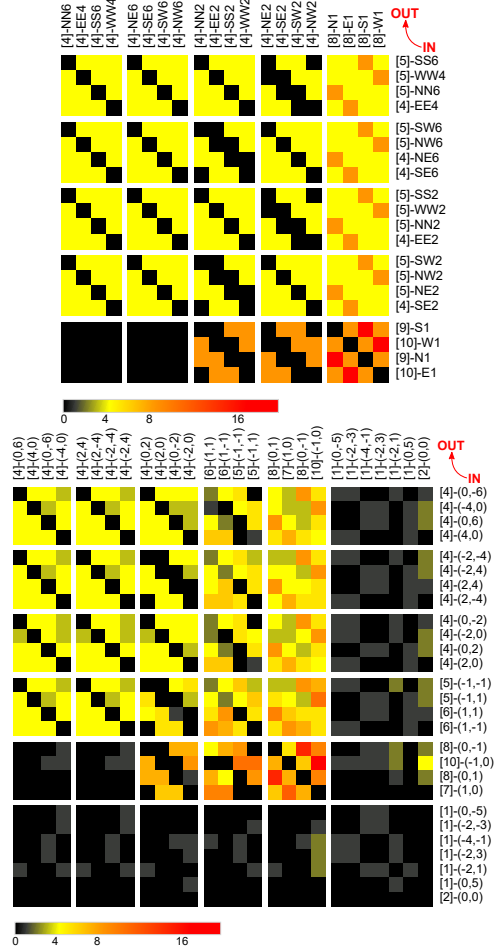 [4]-NN6
[4]-EE4
[4]-SS6
[4]-WW4
[4]-NE6
[4]-SE6
[4]-SW6
[4]-NW6
[4]-NN2
[4]-EE2
[4]-SS2
[4]-WW2
[4]-NE2
[4]-SE2
[4]-SW2
[4]-NW2
[8]-N1
[8]-E1
[8]-S1
[8]-W1
OUT
IN
[5]-SS6
[5]-WW4
[5]-NN6
[4]-EE4
[5]-SW6
[5]-NW6
[4]-NE6
[4]-SE6
[5]-SS2
[5]-WW2
[5]-NN2
[4]-EE2
[5]-SW2
[5]-NW2
[5]-NE2
[4]-SE2
[9]-S1
[10]-W1
[9]-N1
[10]-E1
0 4 8 16
[4]-(0,6)
[4]-(4,0)
[4]-(0,-6)
[4]-(-4,0)
[4]-(2,4)
[4]-(2,-4)
[4]-(-2,-4)
[4]-(-2,4)
[4]-(0,2)
[4]-(2,0)
[4]-(0,-2)
[4]-(-2,0)
[6]-(1,1)
[6]-(1,-1)
[5]-(-1,-1)
[5]-(-1,1)
[8]-(0,1)
[7]-(1,0)
[8]-(0,-1)
[10]-(-1,0)
[1]-(0,-5)
[1]-(-2,-3)
[1]-(-4,-1)
[1]-(-2,3)
[1]-(-2,1)
[1]-(0,5)
[2]-(0,0)
OUT
IN
[4]-(0,-6)
[4]-(-4,0)
[4]-(0,6)
[4]-(4,0)
[4]-(-2,-4)
[4]-(-2,4)
[4]-(2,4)
[4]-(2,-4)
[4]-(0,-2)
[4]-(-2,0)
[4]-(0,2)
[4]-(2,0)
[5]-(-1,-1)
[5]-(-1,1)
[6]-(1,1)
[6]-(1,-1)
[8]-(0,-1)
[10]-(-1,0)
[8]-(0,1)
[7]-(1,0)
[1]-(0,-5)
[1]-(-2,-3)
[1]-(-4,-1)
[1]-(-2,3)
[1]-(-2,1)
[1]-(0,5)
[2]-(0,0)
0 4 8 16